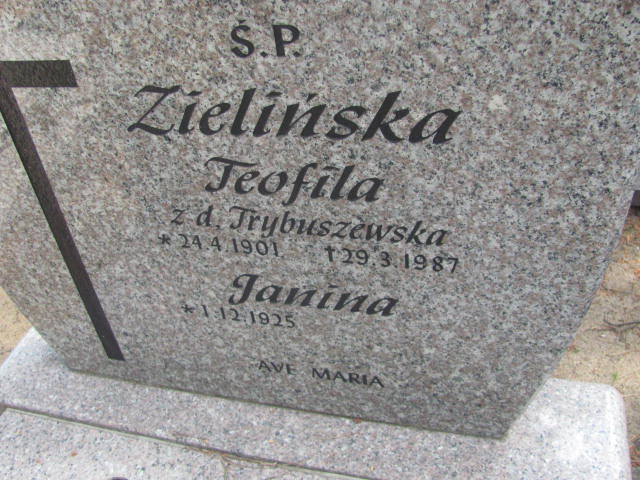 Ś.P.
Zielińska
Teofila
z d. Trybuszewska
* 24.4.1901 †29.3.1987
Janina
* 1.12.1925
AVE MARIA